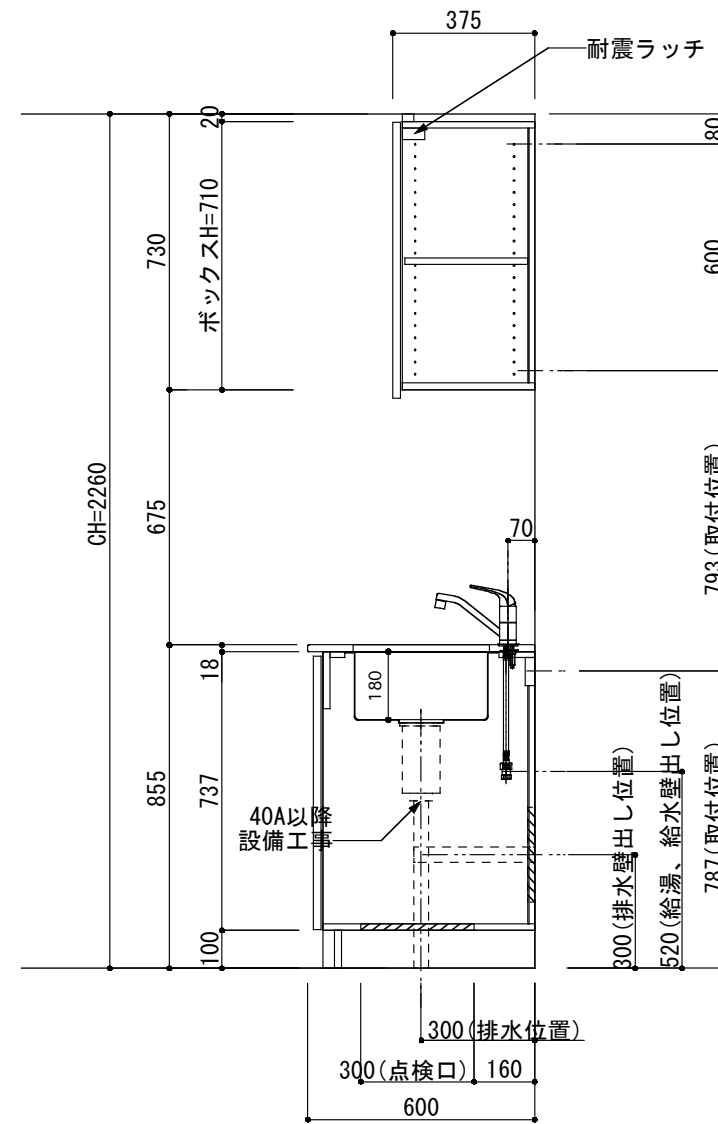 375
耐震ラッチ
20
80
ボックスH=710
730
600
CH=2260
675
793(取付位置)
70
18
180
855
737
40A以降
設備工事
300(排水壁出し位置)
520(給湯、給水壁出し位置)
787(取付位置)
100
300(排水位置)
300(点検口)
160
600